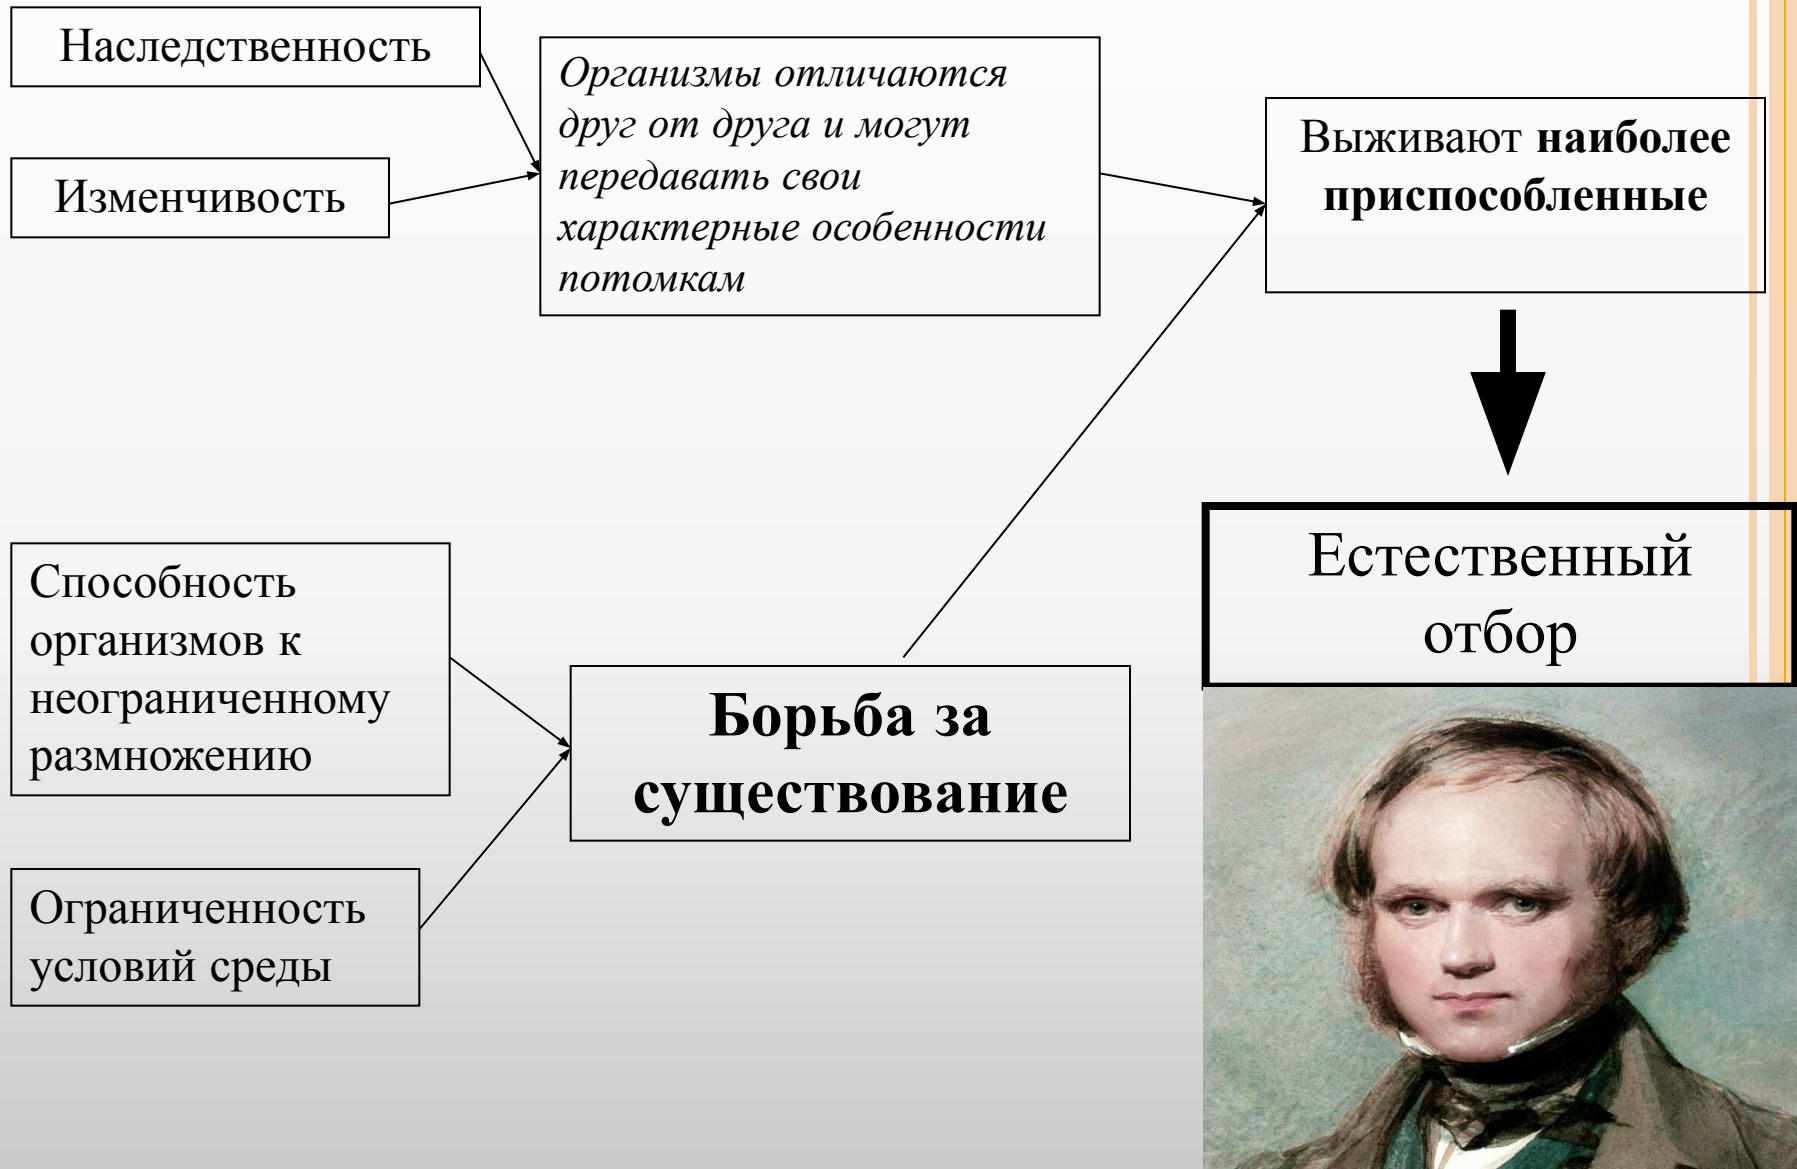 Наследственность
Изменчивость
Организмы отличаются
друг от друга и могут
передавать свои
характерные особенности
потомкам
Выживают наиболее
приспособленные
Способность
организмов к
неограниченному
размножению
Ограниченность
условий среды
Борьба за
существование
Естественный
отбор